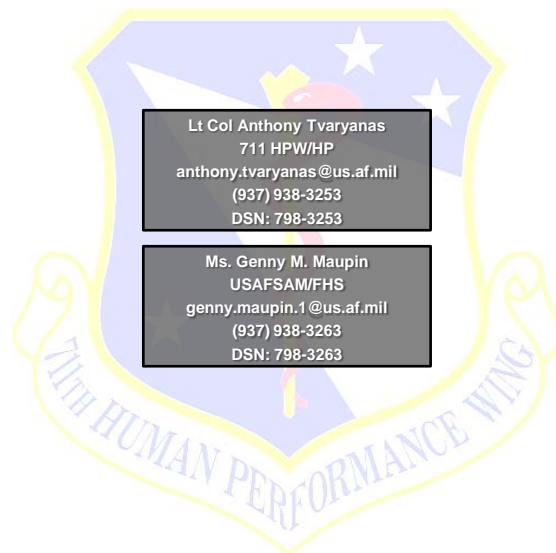 Lt Col Anthony Tvaryanas
711 HPW/HP
anthony.tvaryanas@us.af.mil
(937) 938-3253
DSN: 798-3253
Ms. Genny M. Maupin
USAFSAM/FHS
genny.maupin.1@us.af.mil
(937) 938-3263
DSN: 798-3263
711TH HUMAN PERFORMANCE WING